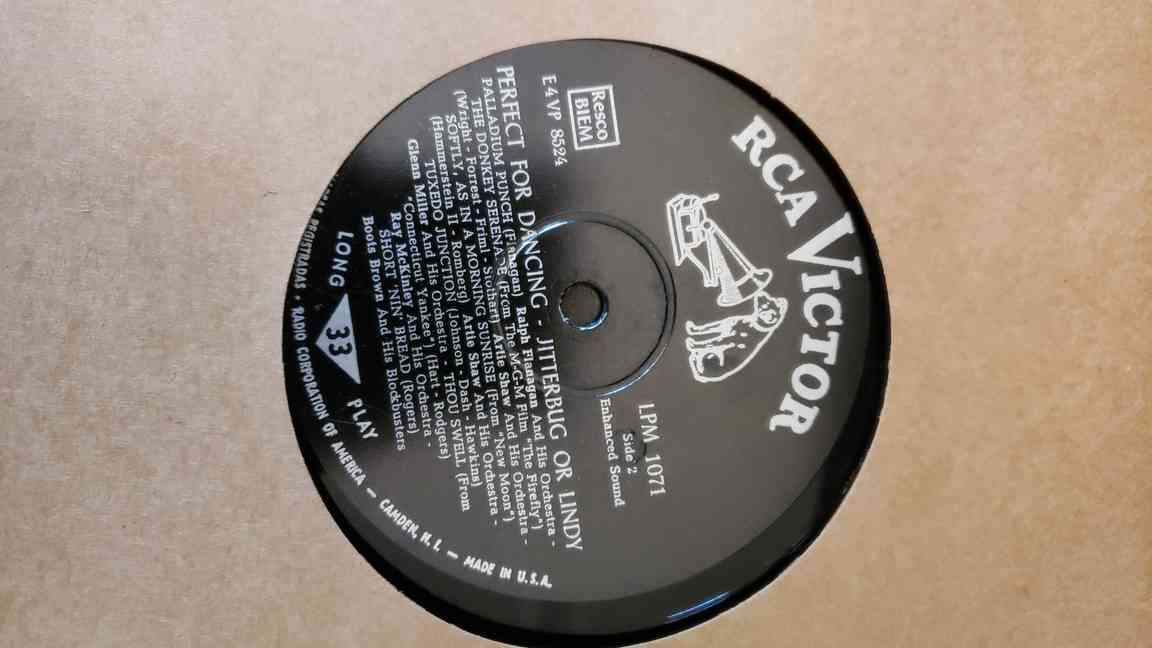 RCA VICTOR
Resco
BIEM
E4VP 8524
LPM 1071
Side 2
Enhanced Sound
PERFECT FOR DANCING - JITTERBUG OR LINDY
PALLADIUM PUNCH (Flanagan) Ralph Flanagan And His Orchestra -
THE DONKEY SERENADE (From The M-G-M Film "The Firefly")
(Wright - Forrest - Friml - Stothart) Artie Shaw And His Orchestra -
SOFTLY, AS IN A MORNING SUNRISE (From "New Moon")
(Hammerstein II - Romberg) Artie Shaw And His Orchestra -
TUXEDO JUNCTION (Johnson - Dash - Hawkins)
Glenn Miller And His Orchestra - THOU SWELL (From
"Connecticut Yankee") (Hart - Rodgers)
Ray McKinley And His Orchestra -
SHORT 'NIN' BREAD (Rogers)
Boots Brown And His Blockbusters
LONG 33 PLAY
REGISTRADAS • RADIO CORPORATION OF AMERICA — CAMDEN, N. J. — MADE IN U.S.A.